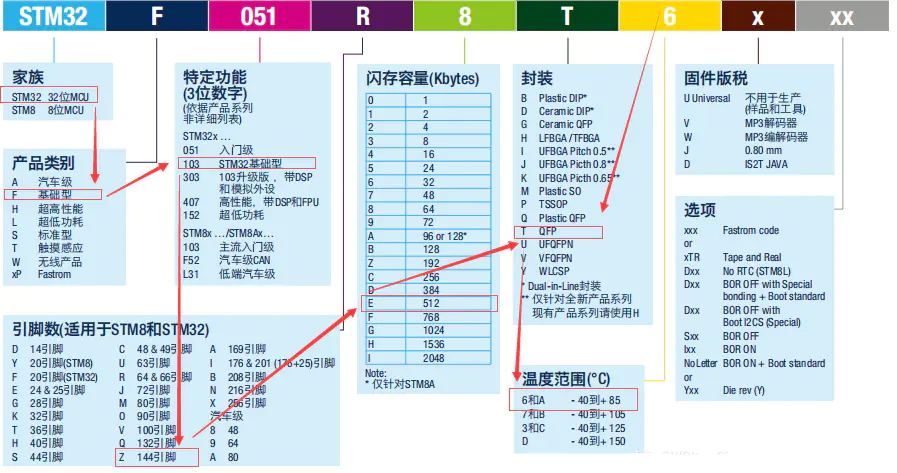 STM32 F 051 R 8 T 6 x xx
家族
STM32 32位MCU
STM8 8位MCU
产品类别
A 汽车级
F 基础型
H 超高性能
L 超低功耗
S 标准型
T 触摸感应
W 无线产品
xP Fastrom
特定功能
(3位数字)
(依据产品系列
非详细列表)
STM32x …
051 入门级
103 STM32基础型
303 103升级版，带DSP
和模拟外设
407 高性能，带DSP和FPU
152 超低功耗
STM8x …/STM8Ax…
103 主流入门级
F52 汽车级CAN
L31 低端汽车级
引脚数(适用于STM8和STM32)
D 14引脚 C 48 & 49引脚 A 169引脚
Y 20引脚(STM8) U 63引脚 I 176 & 201 (176+25)引脚
F 20引脚(STM32) R 64 & 66引脚 B 208引脚
E 24 & 25引脚 J 72引脚 N 216引脚
G 28引脚 M 80引脚 X 256引脚
K 32引脚 O 90引脚 汽车级
T 36引脚 V 100引脚 8 48
H 40引脚 Q 132引脚 9 64
S 44引脚 Z 144引脚 A 80
闪存容量(Kbytes)
0 1
1 2
2 4
3 8
4 16
5 24
6 32
7 48
8 64
9 72
A 96 or 128*
B 128
Z 192
C 256
D 384
E 512
F 768
G 1024
H 1536
I 2048
Note:
* 仅针对STM8A
封装
B Plastic DIP*
D Ceramic DIP*
G Ceramic QFP
H LFBGA /TFBGA
I UFBGA Pitch 0.5**
J UFBGA Picth 0.8**
K UFBGA Picth 0.65**
M Plastic SO
P TSSOP
Q Plastic QFP
T QFP
U UFQFPN
V VFQFPN
Y WLCSP
* Dual-in-Line封装
** 仅针对全新产品系列
现有产品系列请使用H
温度范围(°C)
6和A - 40到+ 85
7和B - 40到+ 105
3和C - 40到+ 125
D - 40到+ 150
固件版税
U Universal 不用于生产
(样品和工具)
V MP3解码器
W MP3编解码器
J 0.80 mm
D IS2T JAVA
选项
xxx Fastrom code
or
xTR Tape and Real
Dxx No RTC (STM8L)
Dxx BOR OFF with Special
bonding + Boot standard
Dxx BOR OFF with
Boot I2CS (Special)
Sxx BOR OFF
Ixx BOR ON
No Letter BOR ON + Boot standard
or
Yxx Die rev (Y)